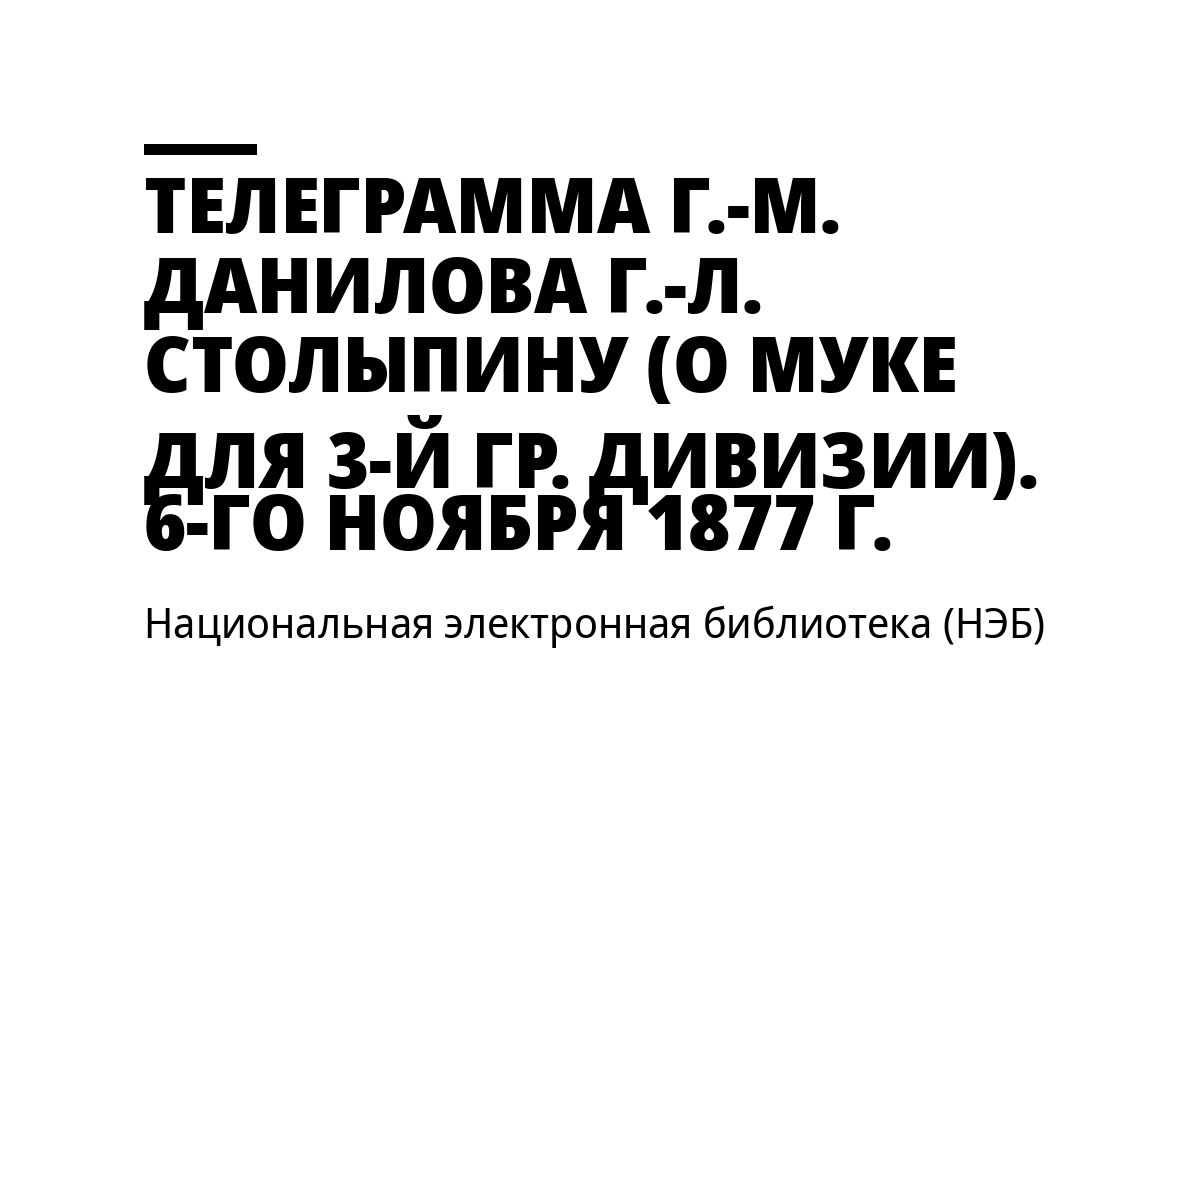 ТЕЛЕГРАММА Г.-М.
ДАНИЛОВА Г.-Л.
СТОЛЫПИНУ (О МУКЕ
ДЛЯ 3-Й ГР. ДИВИЗИИ).
6-ГО НОЯБРЯ 1877 Г.
Национальная электронная библиотека (НЭБ)